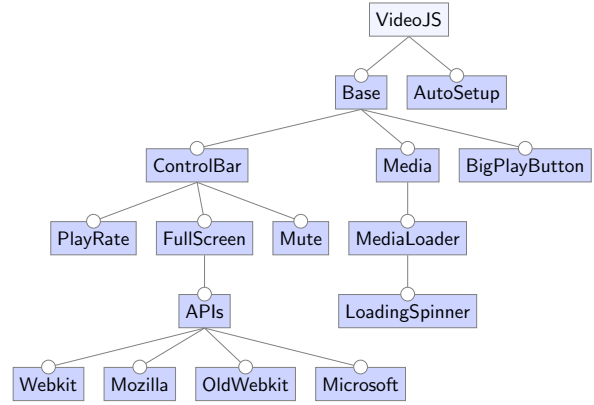 VideoJS
Base
AutoSetup
ControlBar
Media
BigPlayButton
PlayRate
FullScreen
Mute
MediaLoader
APIs
LoadingSpinner
Webkit
Mozilla
OldWebkit
Microsoft